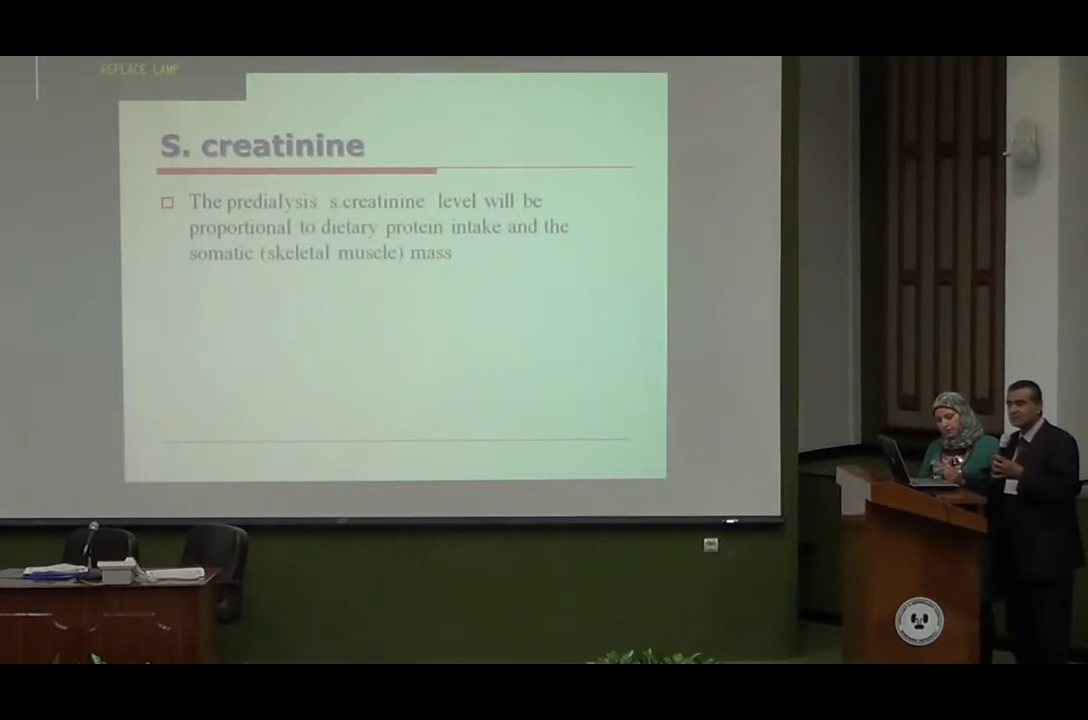 REPLACE LAMP
S. creatinine
The predialysis s.creatinine level will be
proportional to dietary protein intake and the
somatic (skeletal muscle) mass